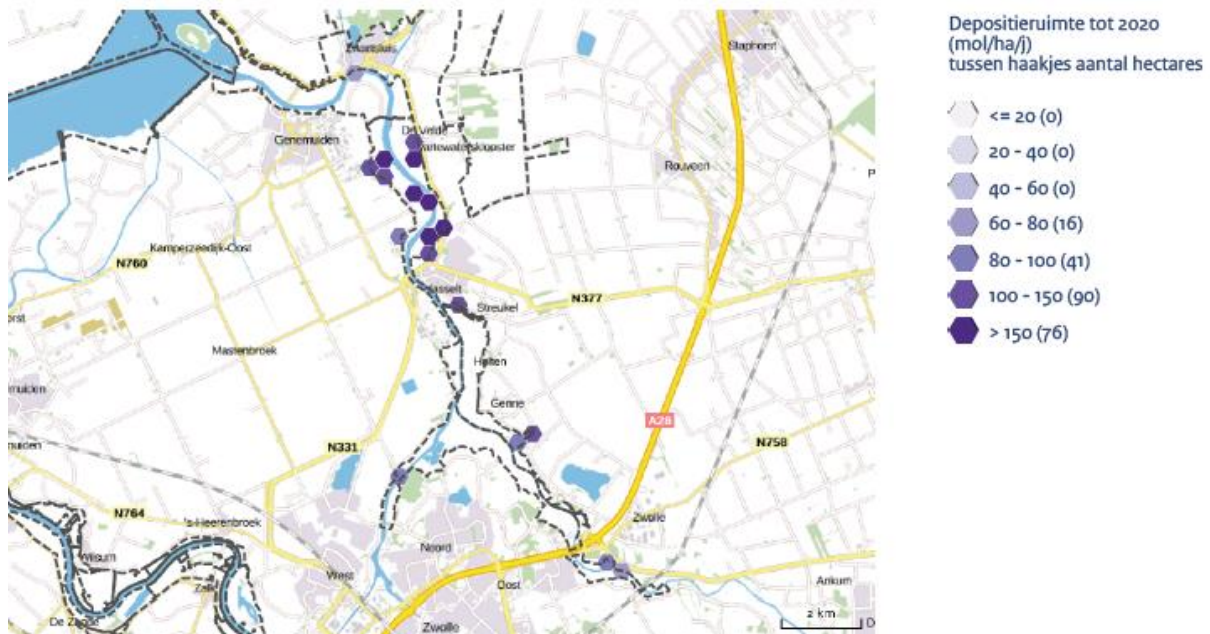 Depositieruimte tot 2020
(mol/ha/j)
tussen haakjes aantal hectares
<= 20 (0)
20 - 40 (0)
40 - 60 (0)
60 - 80 (16)
80 - 100 (41)
100 - 150 (90)
> 150 (76)
Staphorst
Genemuiden
De Velde
Rouveen
P
Kamperzeedijk-Oost
N760
N377
Streukel
Mastenbroek
Holten
muiden
Genne
A28
N331
N758
N764
's Heerenbroek
Zwolle
Wilsum
Noord
West
Oost
Ankum
2 km
Zwolle
D